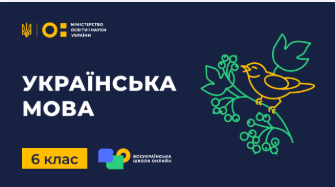 МІНІСТЕРСТВО
ОСВІТИ І НАУКИ
УКРАЇНИ
УКРАЇНСЬКА
МОВА
6 клас
ВСЕУКРАЇНСЬКА
ШКОЛА ОНЛАЙН